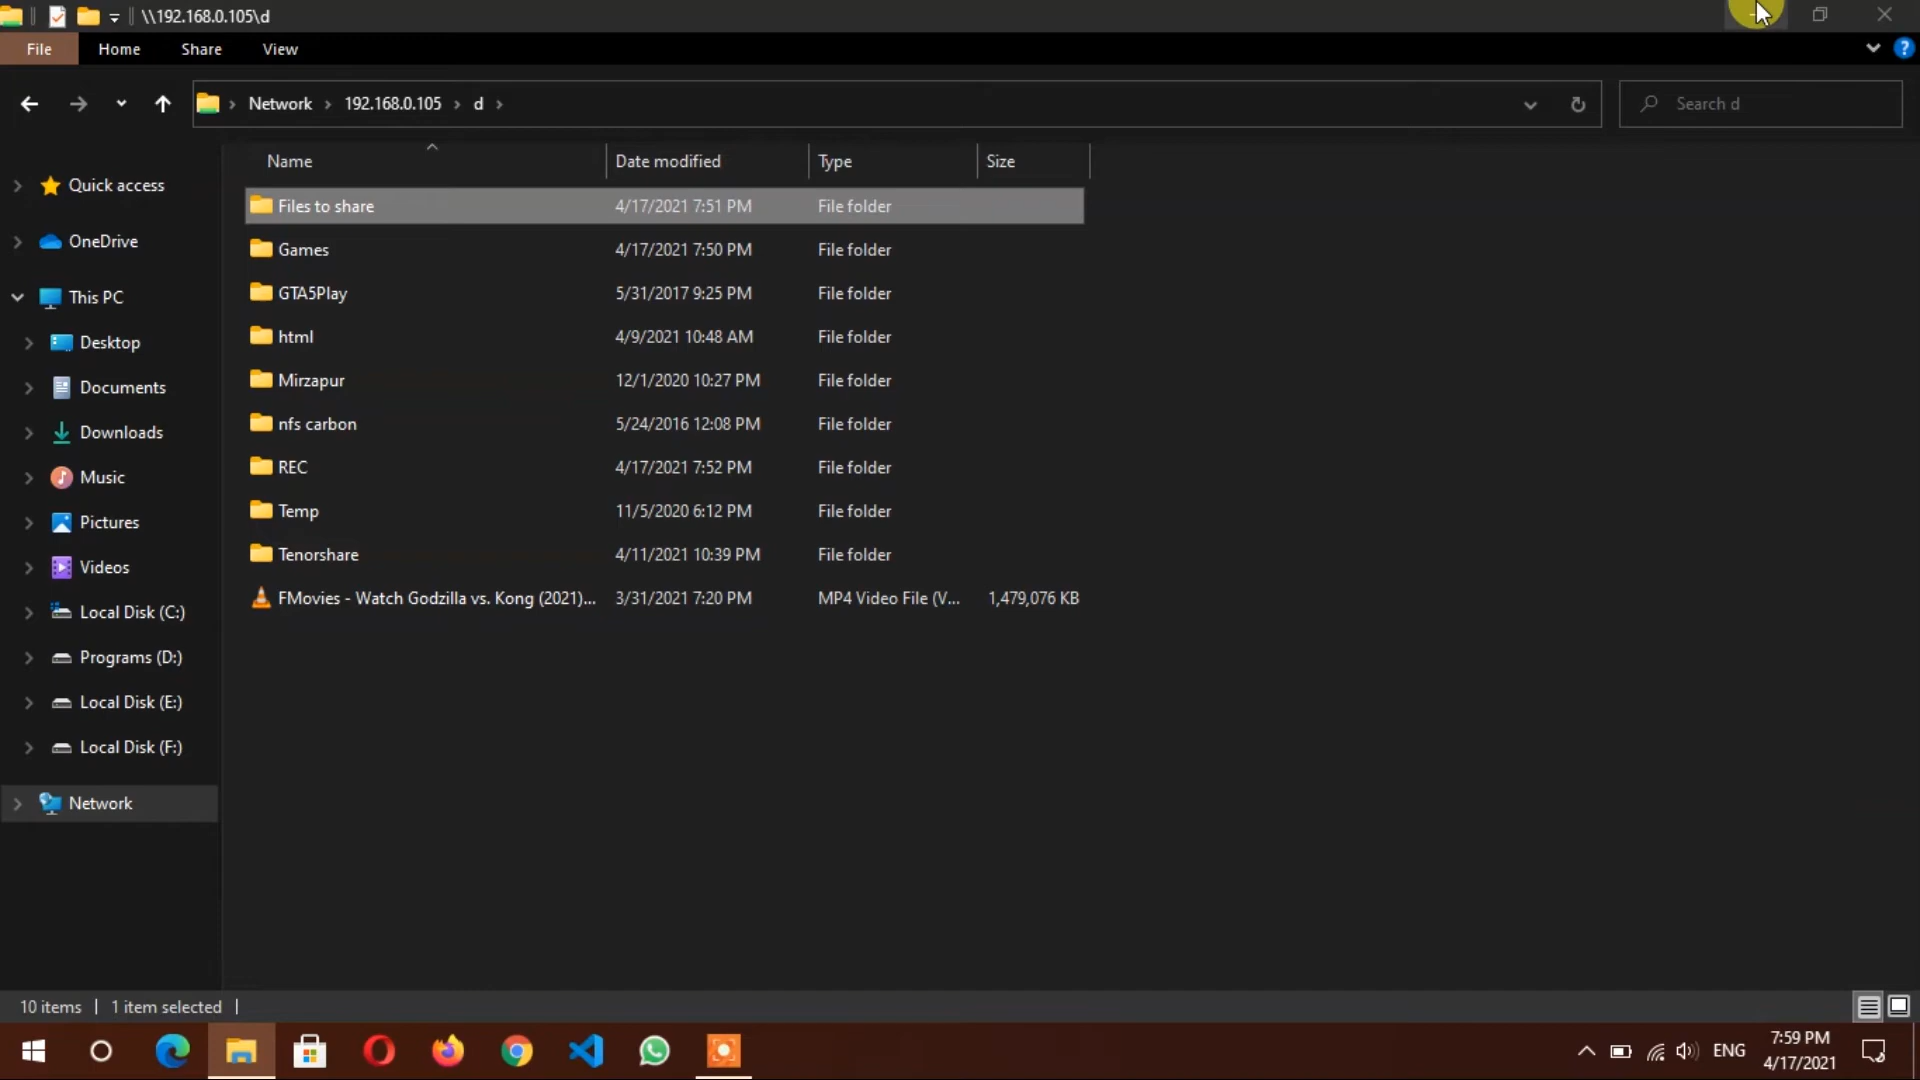 \\192.168.0.105\d
File Home Share View
Network 192.168.0.105 d
Search d
Name Date modified Type Size
Quick access
OneDrive
This PC
Desktop
Documents
Downloads
Music
Pictures
Videos
Local Disk (C:)
Programs (D:)
Local Disk (E:)
Local Disk (F:)
Network
Files to share 4/17/2021 7:51 PM File folder
Games 4/17/2021 7:50 PM File folder
GTA5Play 5/31/2017 9:25 PM File folder
html 4/9/2021 10:48 AM File folder
Mirzapur 12/1/2020 10:27 PM File folder
nfs carbon 5/24/2016 12:08 PM File folder
REC 4/17/2021 7:52 PM File folder
Temp 11/5/2020 6:12 PM File folder
Tenorshare 4/11/2021 10:39 PM File folder
FMovies - Watch Godzilla vs. Kong (2021)... 3/31/2021 7:20 PM MP4 Video File (V... 1,479,076 KB
10 items 1 item selected
ENG
7:59 PM
4/17/2021